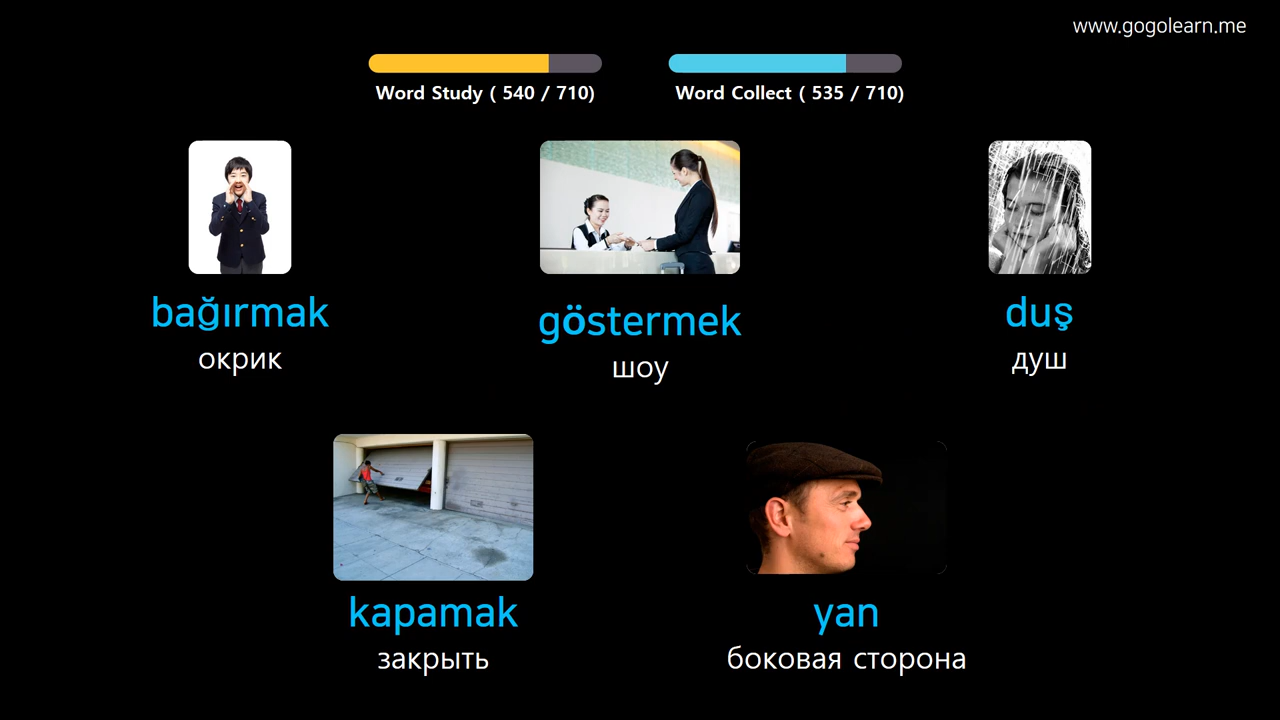 www.gogolearn.me
Word Study ( 540 / 710)
Word Collect ( 535 / 710)
bağırmak
окрик
göstermek
шоу
duş
душ
kapamak
закрыть
yan
боковая сторона